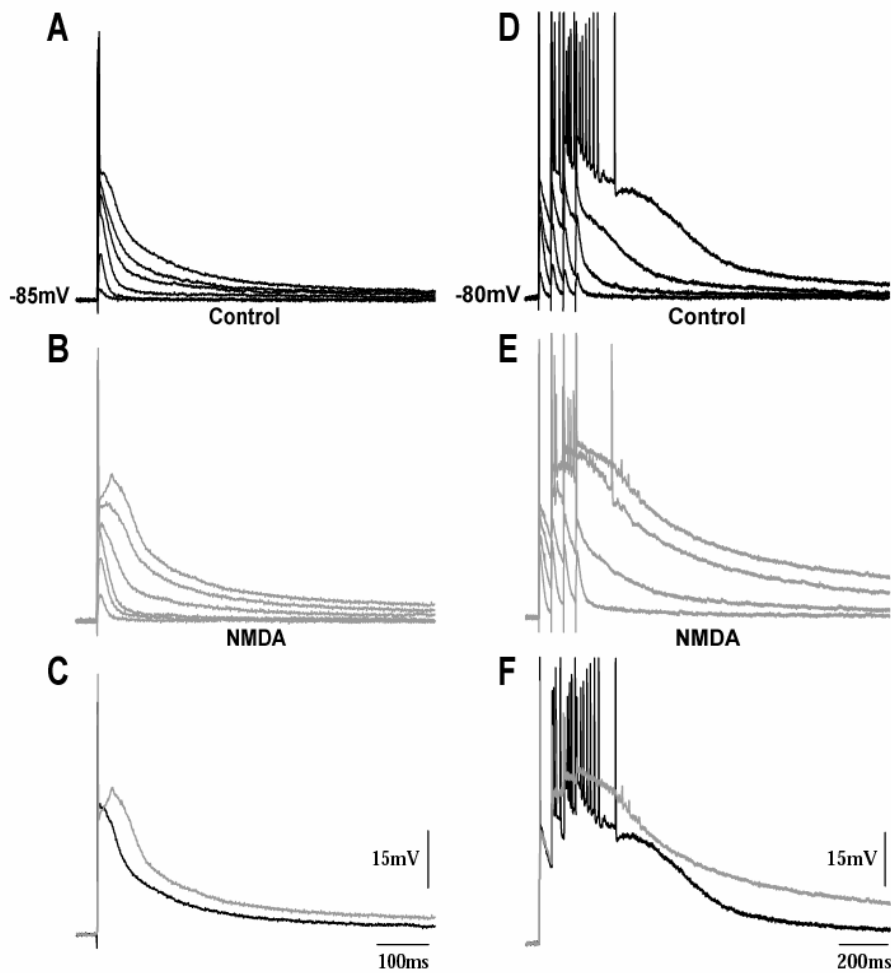 A
D
-85mV
-80mV
Control
Control
B
E
NMDA
NMDA
C
F
15mV
15mV
100ms
200ms